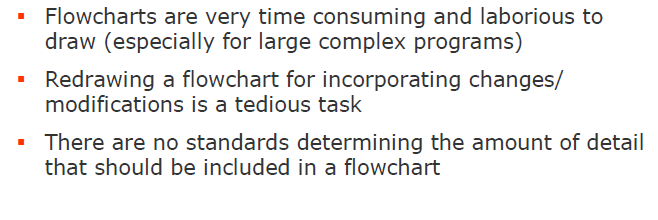 ▪ Flowcharts are very time consuming and laborious to
draw (especially for large complex programs)
▪ Redrawing a flowchart for incorporating changes/
modifications is a tedious task
▪ There are no standards determining the amount of detail
that should be included in a flowchart